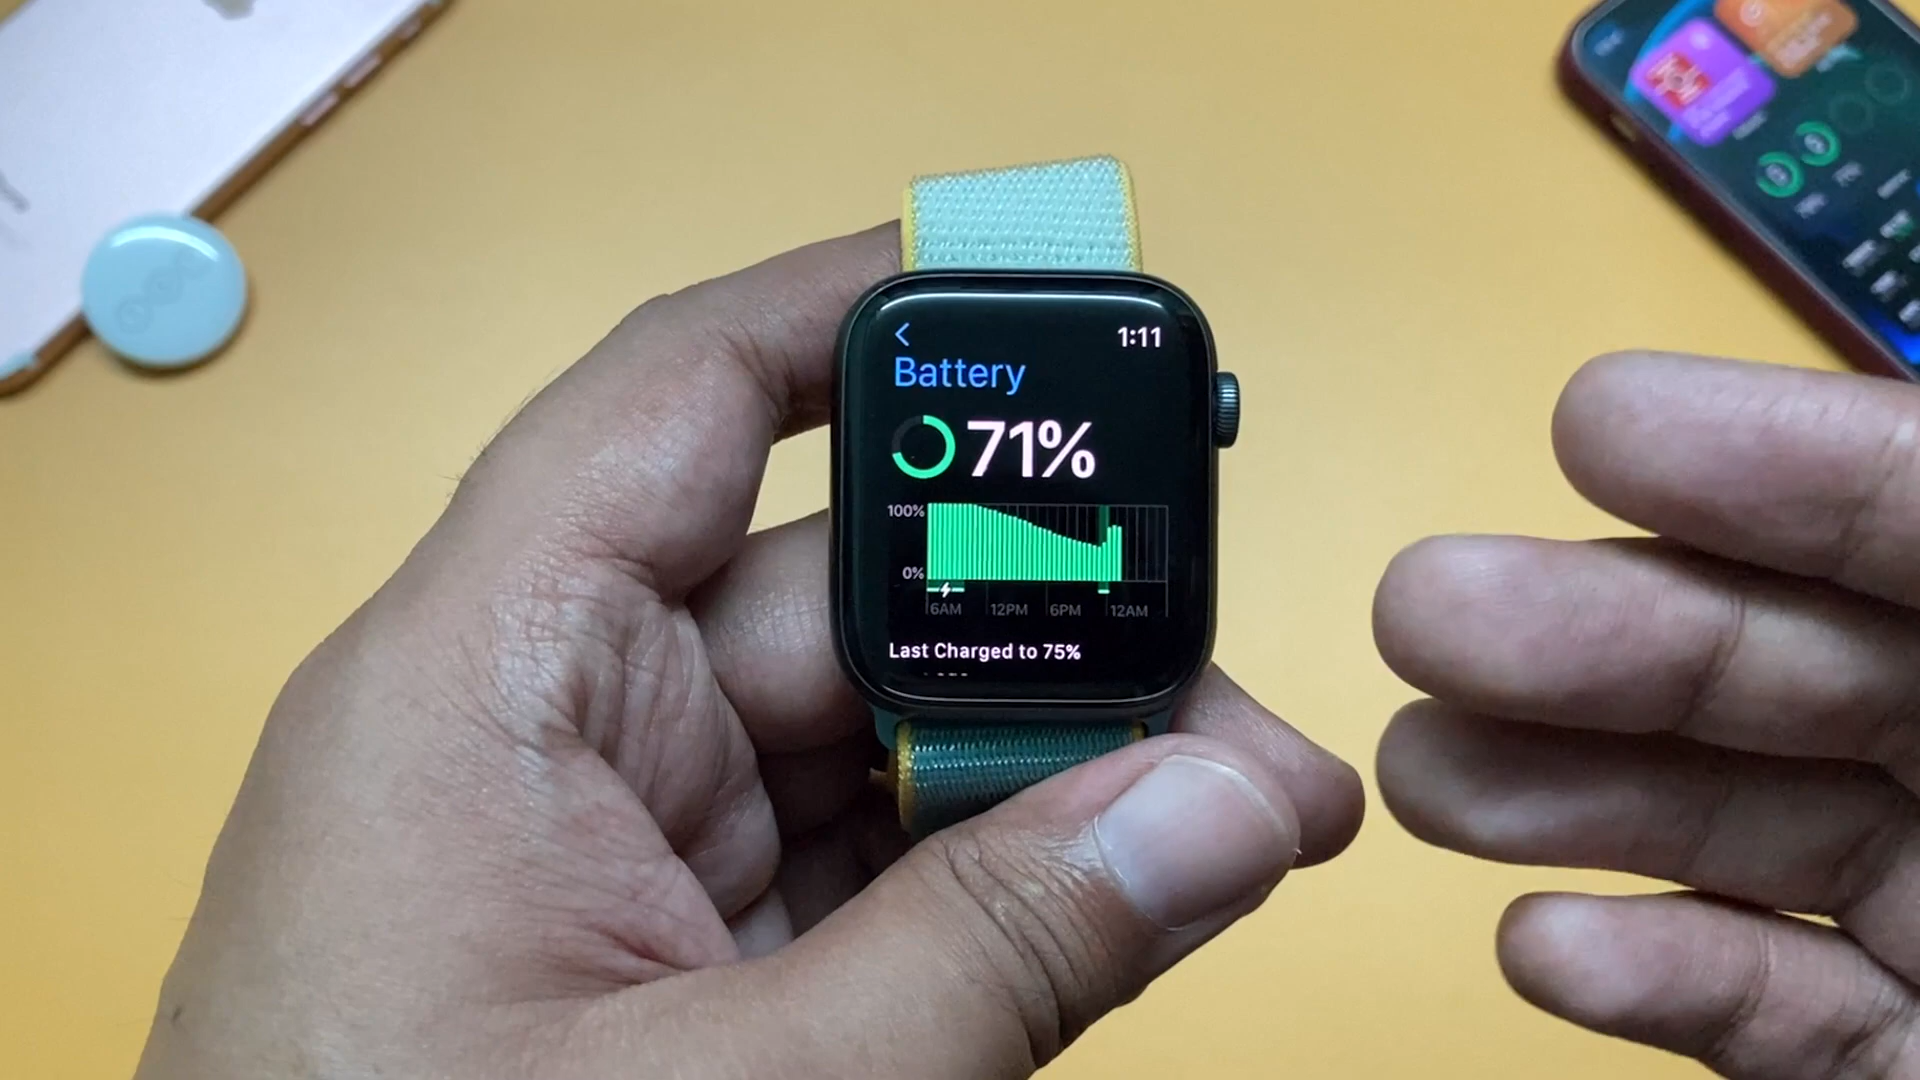 1:11
Battery
71%
100%
0%
6AM 12PM 6PM 12AM
Last Charged to 75%